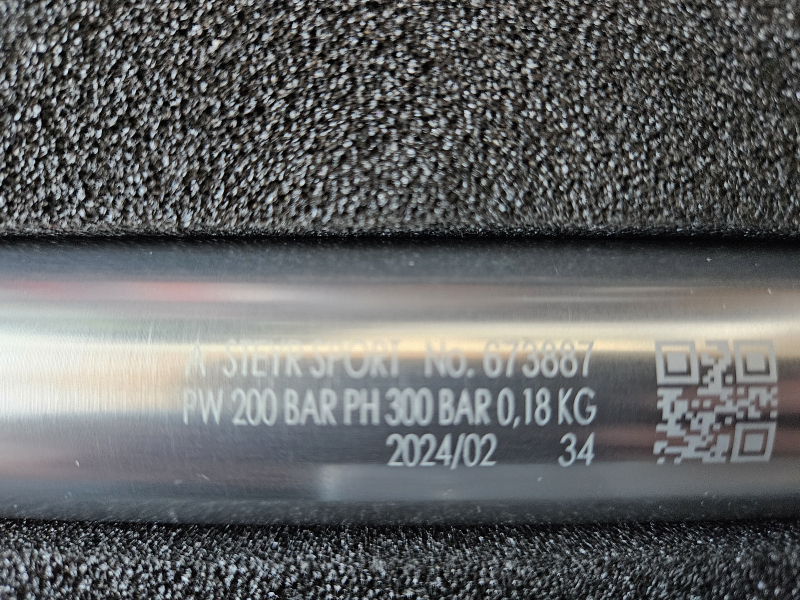 A STEYR SPORT No. 673887
PW 200 BAR PH 300 BAR 0,18 KG
2024/02 34